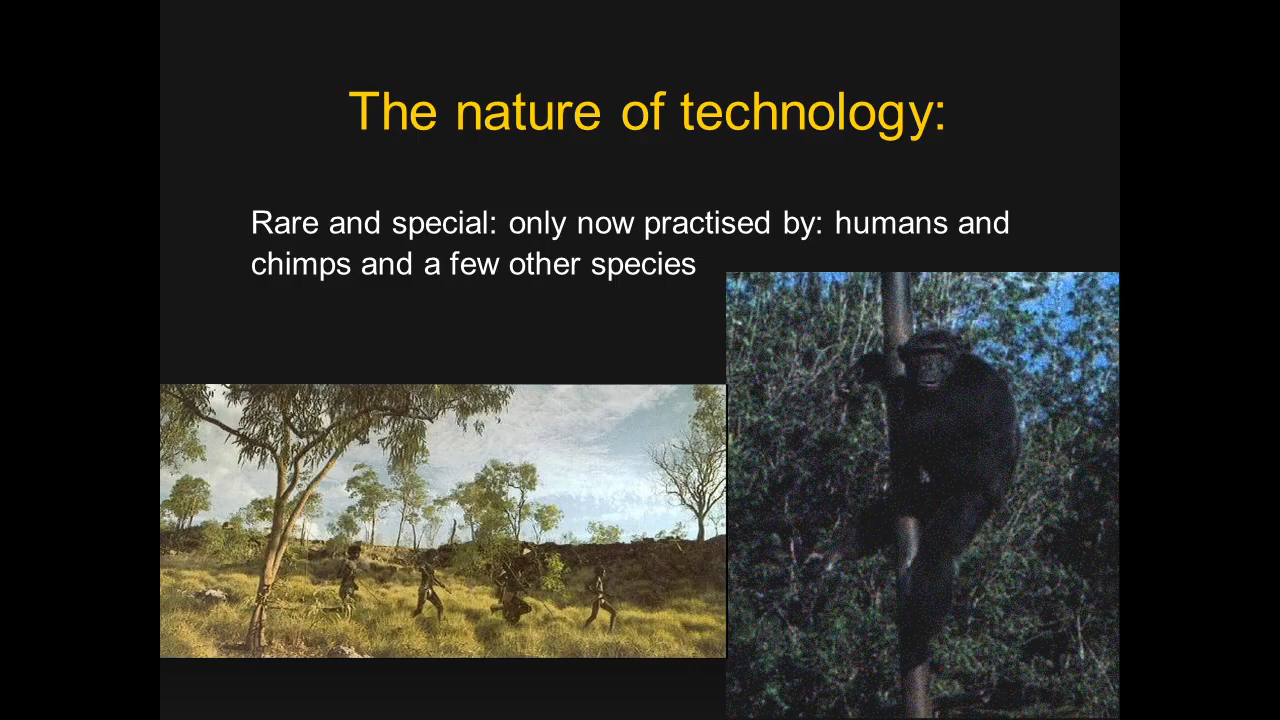 The nature of technology:
Rare and special: only now practised by: humans and
chimps and a few other species